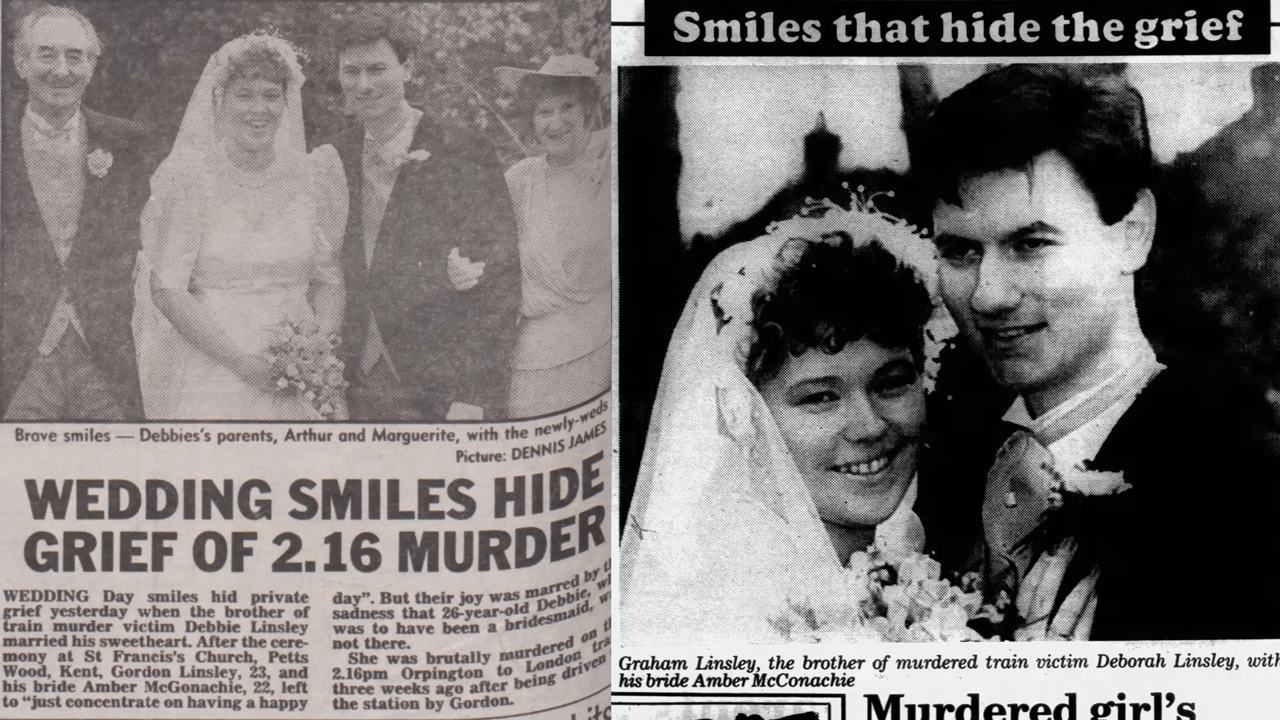 Brave smiles — Debbies's parents, Arthur and Marguerite, with the newly-weds
Picture: DENNIS JAMES
WEDDING SMILES HIDE
GRIEF OF 2.16 MURDER
WEDDING Day smiles hid private
grief yesterday when the brother of
train murder victim Debbie Linsley
married his sweetheart. After the cere-
mony at St Francis's Church, Petts
Wood, Kent, Gordon Linsley, 23, and
his bride Amber McGonachie, 22, left
to "just concentrate on having a happy
day". But their joy was marred by
sadness that 26-year-old Debbie,
was to have been a bridesmaid,
not there.
She was brutally murdered on
2.16pm Orpington to London
three weeks ago after being driven
the station by Gordon.
Smiles that hide the grief
Graham Linsley, the brother of murdered train victim Deborah Linsley, with
his bride Amber McConachie
Murdered girl's